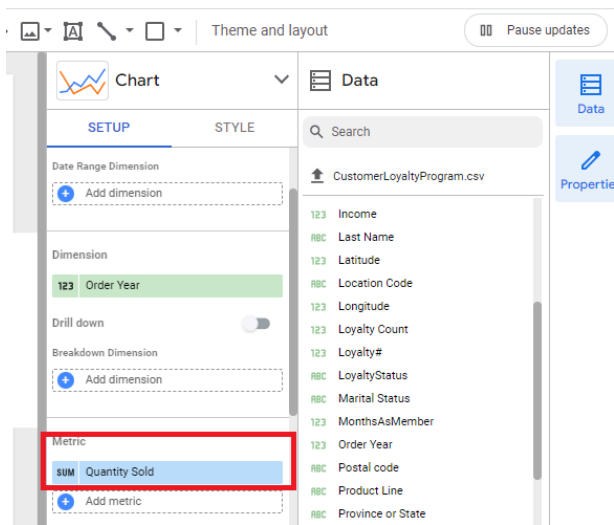 Theme and layout
Pause updates
Chart
SETUP
STYLE
Date Range Dimension
Add dimension
Dimension
123 Order Year
Drill down
Breakdown Dimension
Add dimension
Metric
SUM Quantity Sold
Add metric
Data
Search
CustomerLoyaltyProgram.csv
123 Income
ABC Last Name
123 Latitude
ABC Location Code
123 Longitude
123 Loyalty Count
123 Loyalty#
ABC LoyaltyStatus
ABC Marital Status
123 MonthsAsMember
123 Order Year
ABC Postal code
ABC Product Line
ABC Province or State
Data
Propertie